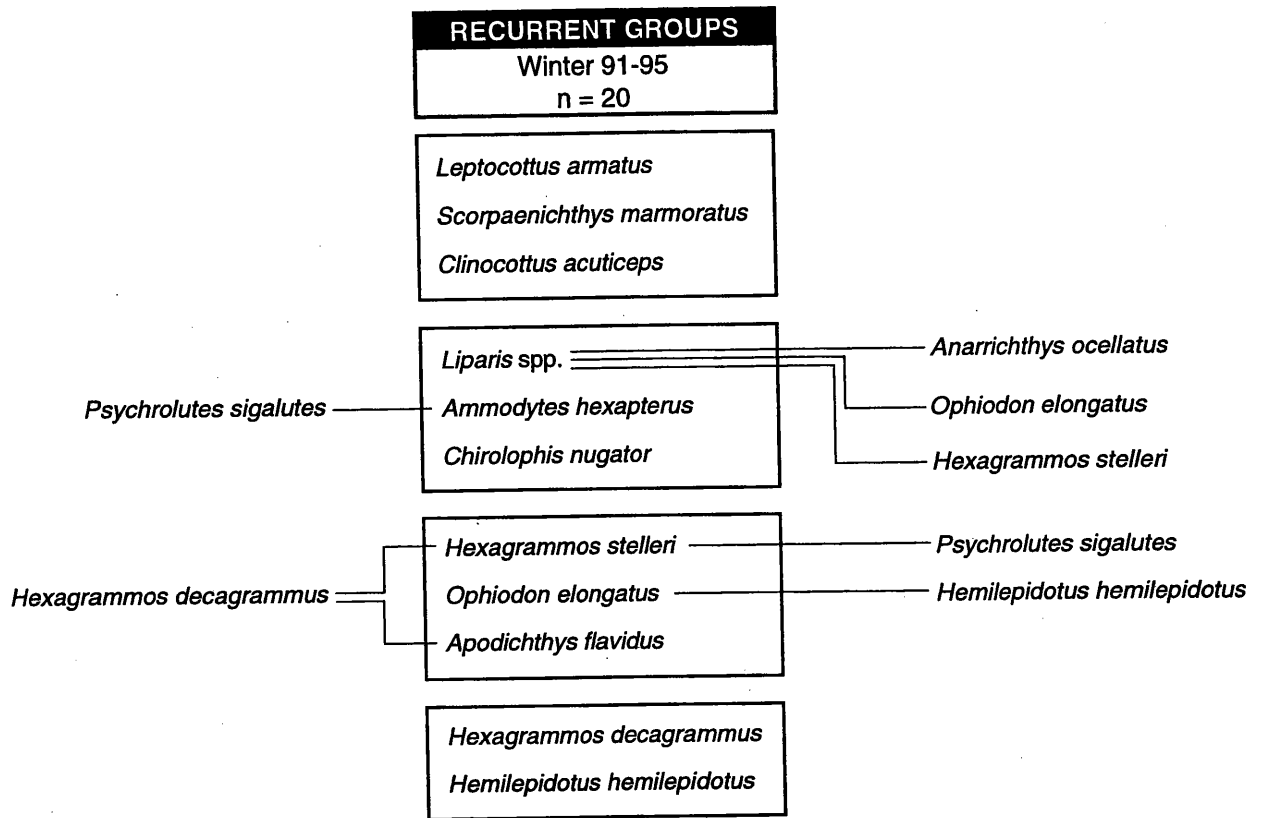 RECURRENT GROUPS
Winter 91-95
n = 20
Leptocottus armatus
Scorpaenichthys marmoratus
Clinocottus acuticeps
Liparis spp.
Anarrichthys ocellatus
Psychrolutes sigalutes
Ammodytes hexapterus
Ophiodon elongatus
Chirolophis nugator
Hexagrammos stelleri
Hexagrammos stelleri
Psychrolutes sigalutes
Hexagrammos decagrammus
Ophiodon elongatus
Hemilepidotus hemilepidotus
Apodichthys flavidus
Hexagrammos decagrammus
Hemilepidotus hemilepidotus